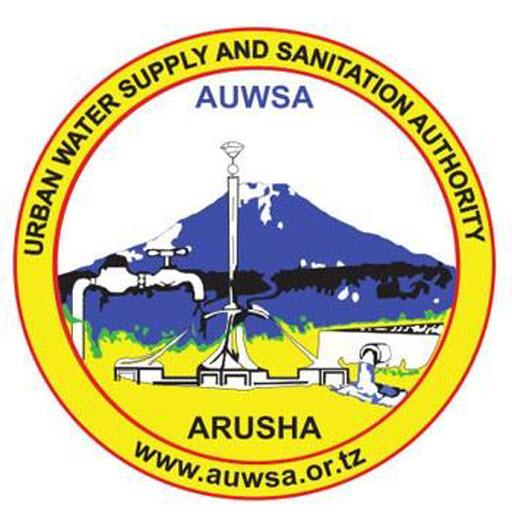 URBAN WATER SUPPLY AND SANITATION AUTHORITY
AUWSA
ARUSHA
www.auwsa.or.tz